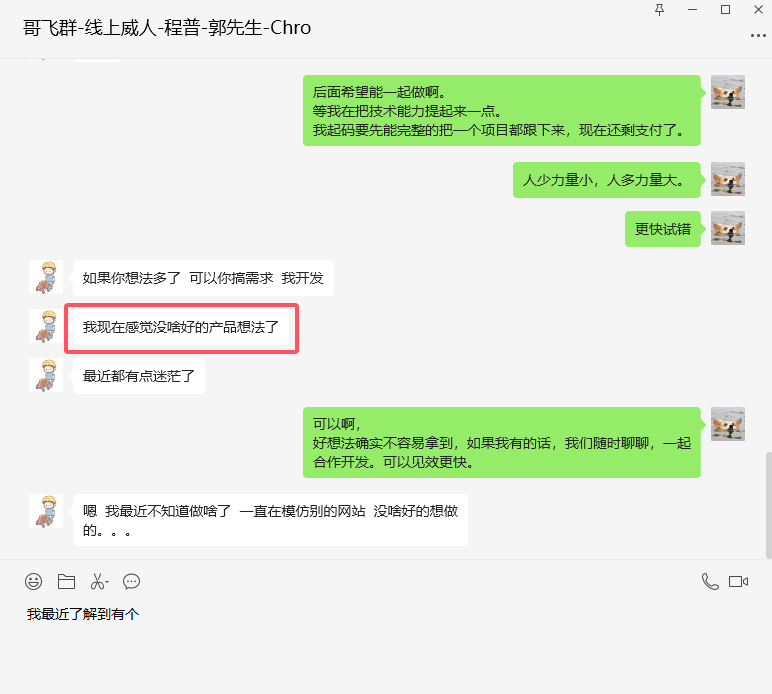 哥飞群-线上威人-程普-郭先生-Chro
后面希望能一起做啊。
等我在把技术能力提起来一点。
我起码要先能完整的把一个项目都跟下来，现在还剩支付了。
人少力量小，人多力量大。
更快试错
如果你想法多了 可以你搞需求 我开发
我现在感觉没啥好的产品想法了
最近都有点迷茫了
可以啊，
好想法确实不容易拿到，如果我有的话，我们随时聊聊，一起
合作开发。可以见效更快。
嗯 我最近不知道做啥了 一直在模仿别的网站 没啥好的想做
的。。。
我最近了解到有个